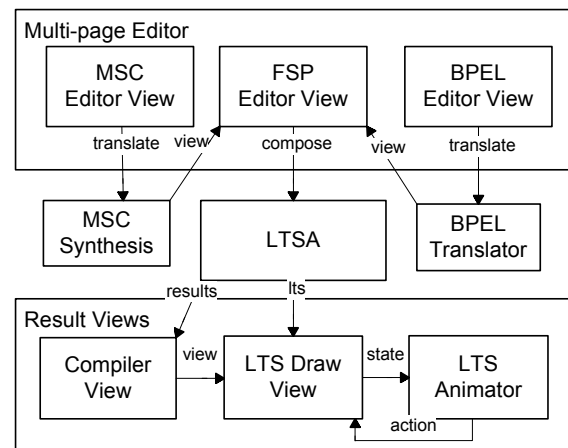 Multi-page Editor
MSC
Editor View
FSP
Editor View
BPEL
Editor View
translate
view
compose
view
translate
MSC
Synthesis
LTSA
BPEL
Translator
results
lts
Result Views
Compiler
View
view
LTS Draw
View
state
LTS
Animator
action